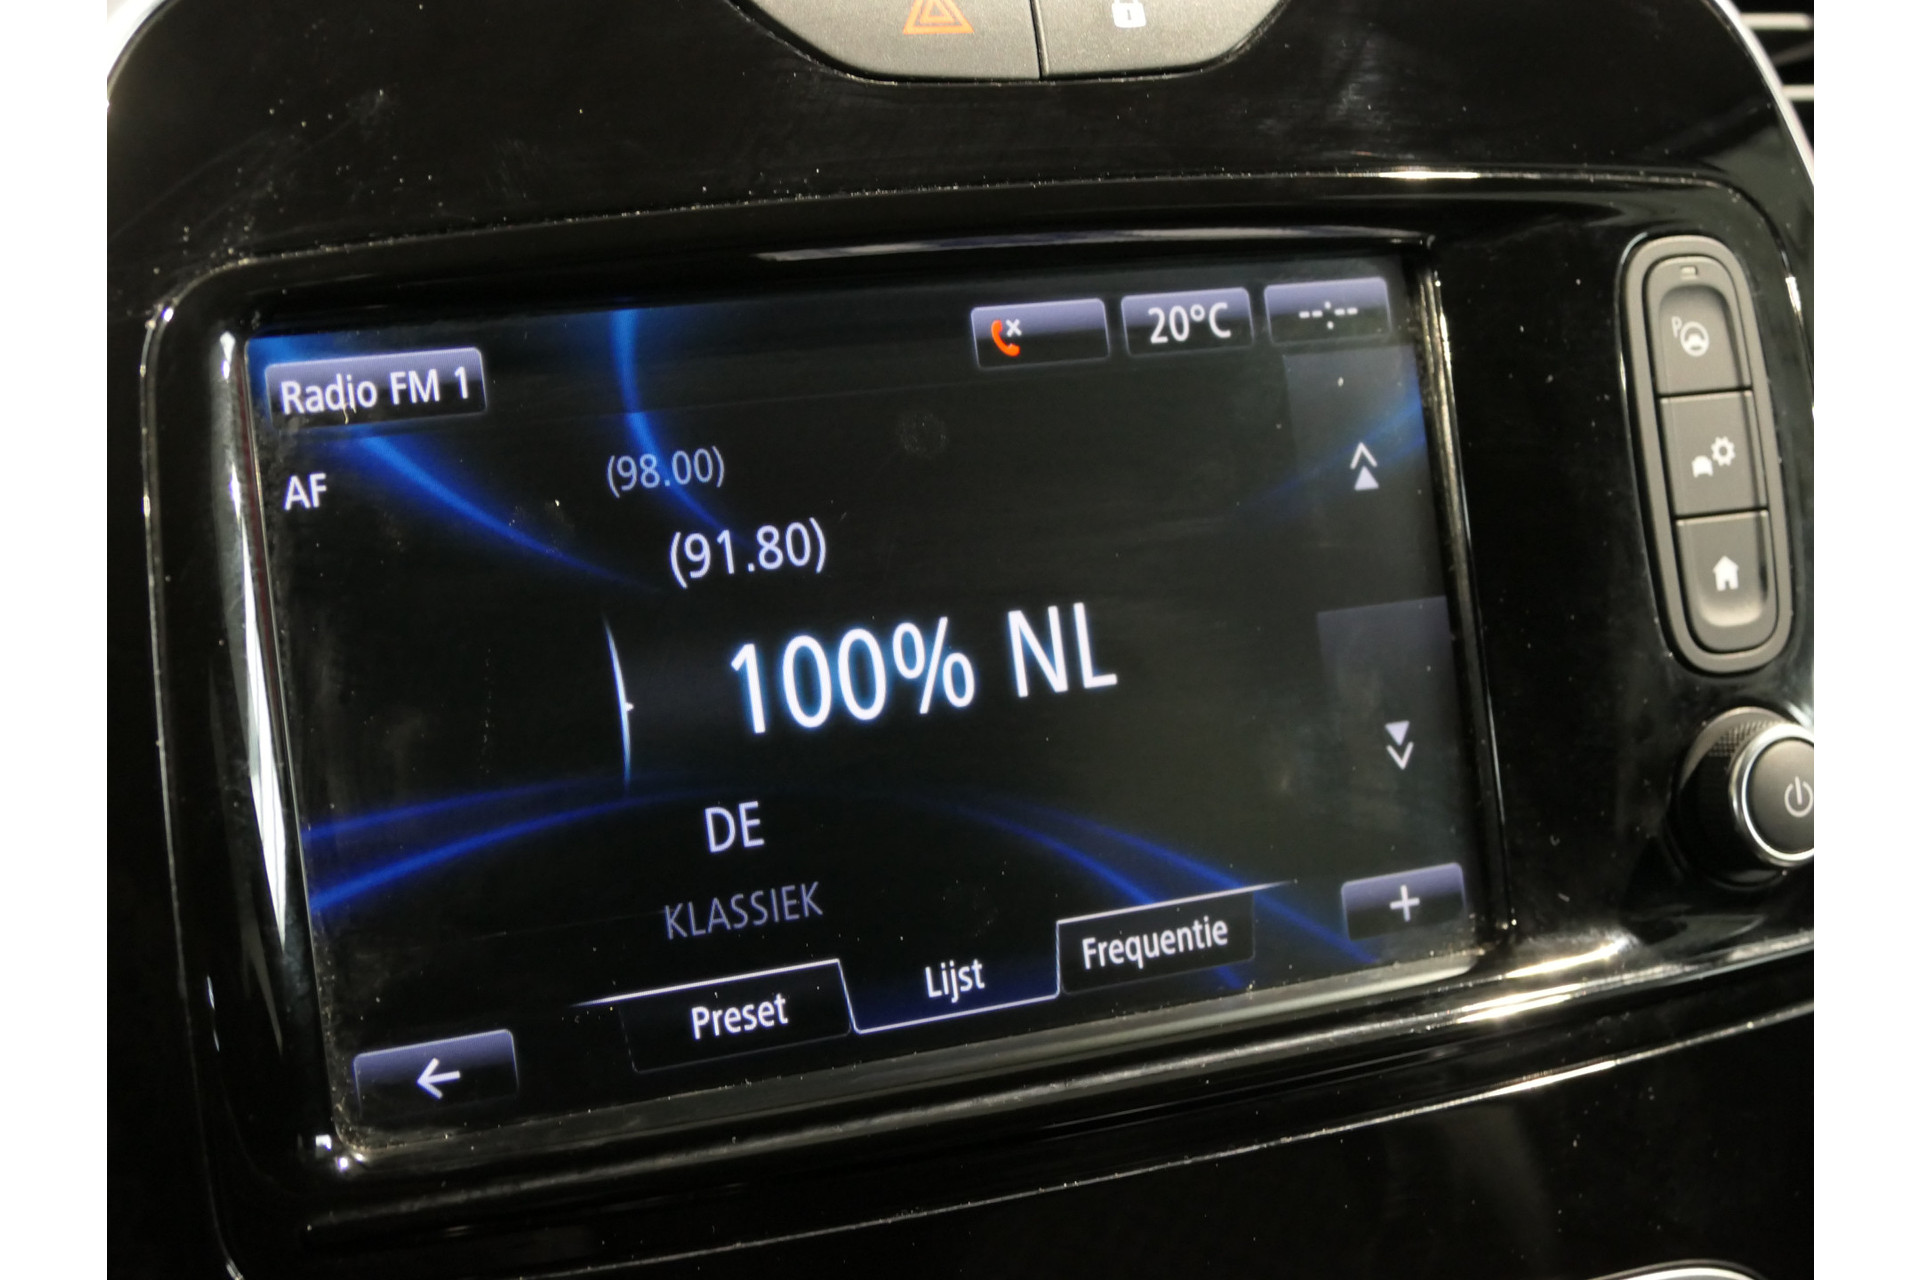 20°C
--:--
Radio FM 1
AF
(98.00)
(91.80)
100% NL
DE
KLASSIEK
Preset
Lijst
Frequentie
P